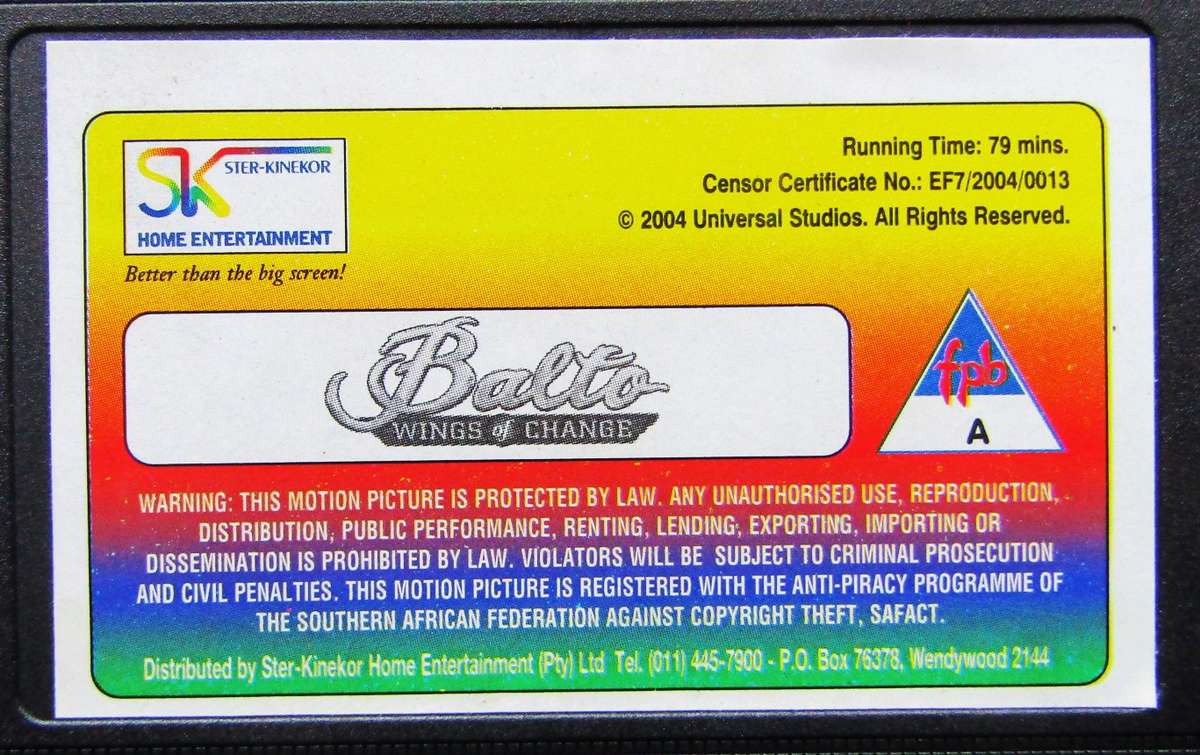 SK STER-KINEKOR
HOME ENTERTAINMENT
Better than the big screen!
Running Time: 79 mins.
Censor Certificate No.: EF7/2004/0013
© 2004 Universal Studios. All Rights Reserved.
Balto
WINGS of CHANGE
fpb
A
WARNING: THIS MOTION PICTURE IS PROTECTED BY LAW. ANY UNAUTHORISED USE, REPRODUCTION,
DISTRIBUTION, PUBLIC PERFORMANCE, RENTING, LENDING, EXPORTING, IMPORTING OR
DISSEMINATION IS PROHIBITED BY LAW. VIOLATORS WILL BE SUBJECT TO CRIMINAL PROSECUTION
AND CIVIL PENALTIES. THIS MOTION PICTURE IS REGISTERED WITH THE ANTI-PIRACY PROGRAMME OF
THE SOUTHERN AFRICAN FEDERATION AGAINST COPYRIGHT THEFT, SAFACT.
Distributed by Ster-Kinekor Home Entertainment (Pty) Ltd Tel. (011) 445-7900 - P.O. Box 76378, Wendywood 2144